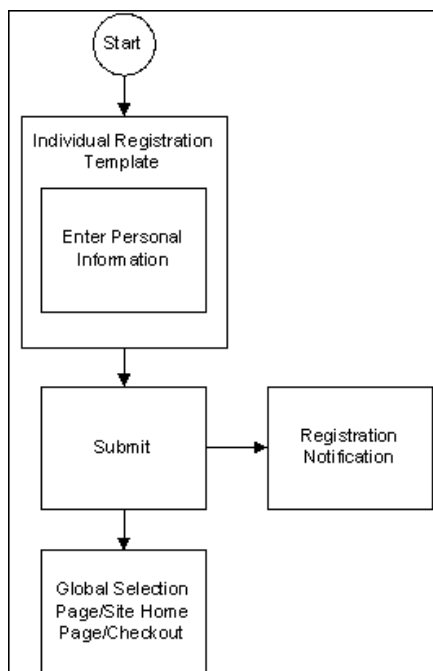 Start
Individual Registration
Template
Enter Personal
Information
Submit
Registration
Notification
Global Selection
Page/Site Home
Page/Checkout